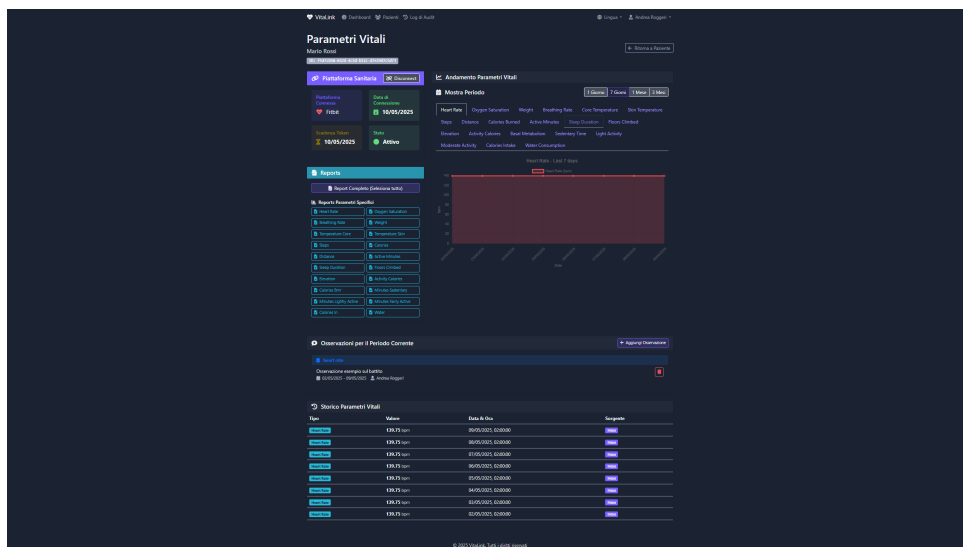 VitaLink Dashboard Pazienti Log di Audit Lingua Andrea Roggeri
Parametri Vitali
Mario Rossi
Ritorna a Paziente
Piattaforma Sanitaria Disconnect
Piattaforma Connessa
Fitbit
Data di Connessione
10/05/2025
Scadenza Token
10/05/2025
Stato
Attivo
Andamento Parametri Vitali
Mostra Periodo
1 Giorno 7 Giorni 1 Mese 3 Mesi
Heart Rate Oxygen Saturation Weight Breathing Rate Core Temperature Skin Temperature
Steps Distance Calories Burned Active Minutes Sleep Duration Floors Climbed
Elevation Activity Calories Basal Metabolism Sedentary Time Light Activity
Moderate Activity Calories Intake Water Consumption
Heart Rate - Last 7 days
Reports
Report Completo (Seleziona tutto)
Reports Parametri Specifici
Heart Rate Oxygen Saturation
Breathing Rate Weight
Temperature Core Temperature Skin
Steps Calories
Distance Active Minutes
Sleep Duration Floors Climbed
Elevation Activity Calories
Calories Bmr Minutes Sedentary
Minutes Lightly Active Minutes Fairly Active
Calories In Water
Osservazioni per il Periodo Corrente
Aggiungi Osservazione
Heart rate
Osservazione esempio sul battito
02/05/2025 - 09/05/2025 Andrea Roggeri
Storico Parametri Vitali
Tipo Valore Data & Ora Sorgente
Heart Rate 139.75 bpm 09/05/2025, 02:00:00
Heart Rate 139.75 bpm 08/05/2025, 02:00:00
Heart Rate 139.75 bpm 07/05/2025, 02:00:00
Heart Rate 139.75 bpm 06/05/2025, 02:00:00
Heart Rate 139.75 bpm 05/05/2025, 02:00:00
Heart Rate 139.75 bpm 04/05/2025, 02:00:00
Heart Rate 139.75 bpm 03/05/2025, 02:00:00
Heart Rate 139.75 bpm 02/05/2025, 02:00:00
© 2025 VitaLink. Tutti i diritti riservati